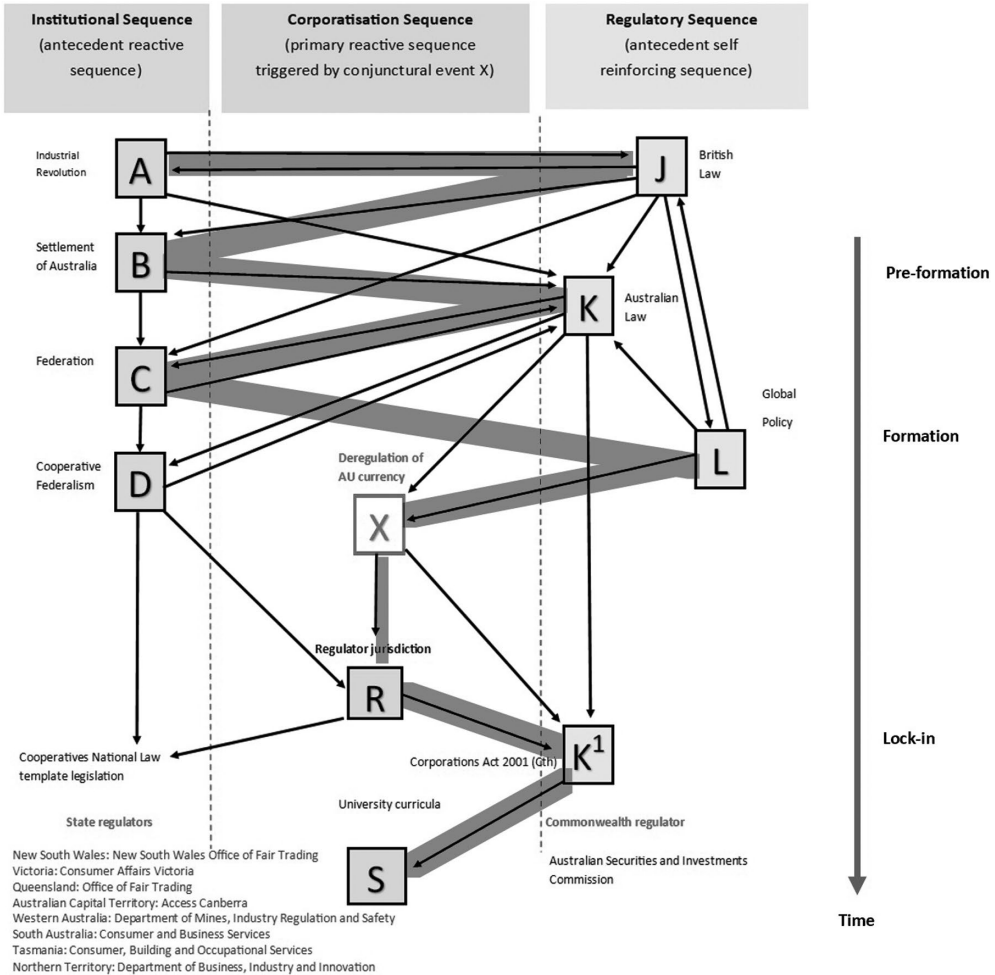 Institutional Sequence
(antecedent reactive
sequence)
Corporatisation Sequence
(primary reactive sequence
triggered by conjunctural event X)
Regulatory Sequence
(antecedent self
reinforcing sequence)
Industrial
Revolution
A
J
British
Law
Settlement
of Australia
B
Pre-formation
K
Australian
Law
Federation
C
Global
Policy
Formation
Cooperative
Federalism
D
Deregulation of
AU currency
L
X
Regulator jurisdiction
R
Lock-in
Cooperatives National Law
template legislation
Corporations Act 2001 (Cth)
K¹
University curricula
State regulators
Commonwealth regulator
New South Wales: New South Wales Office of Fair Trading
Victoria: Consumer Affairs Victoria
Queensland: Office of Fair Trading
Australian Capital Territory: Access Canberra
Western Australia: Department of Mines, Industry Regulation and Safety
South Australia: Consumer and Business Services
Tasmania: Consumer, Building and Occupational Services
Northern Territory: Department of Business, Industry and Innovation
S
Australian Securities and Investments
Commission
Time